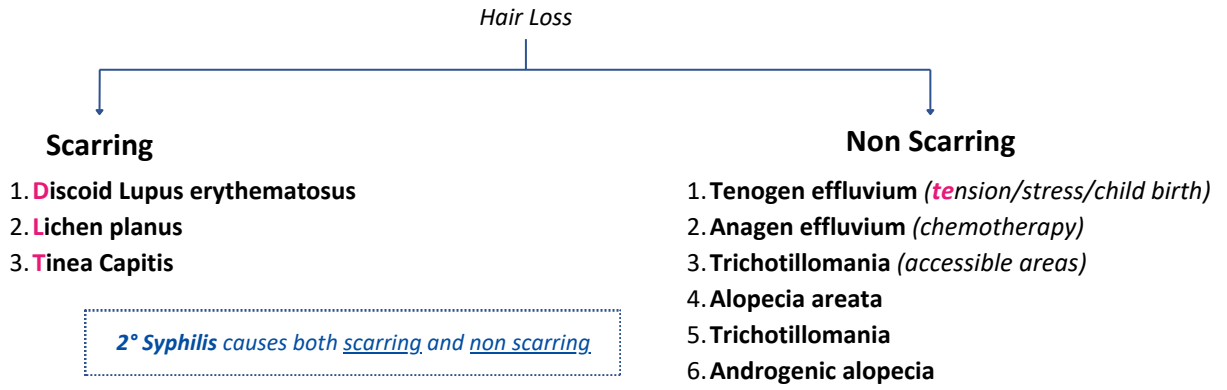 Hair Loss
Scarring
1. Discoid Lupus erythematosus
2. Lichen planus
3. Tinea Capitis
2° Syphilis causes both scarring and non scarring
Non Scarring
1. Tenogen effluvium (tension/stress/child birth)
2. Anagen effluvium (chemotherapy)
3. Trichotillomania (accessible areas)
4. Alopecia areata
5. Trichotillomania
6. Androgenic alopecia